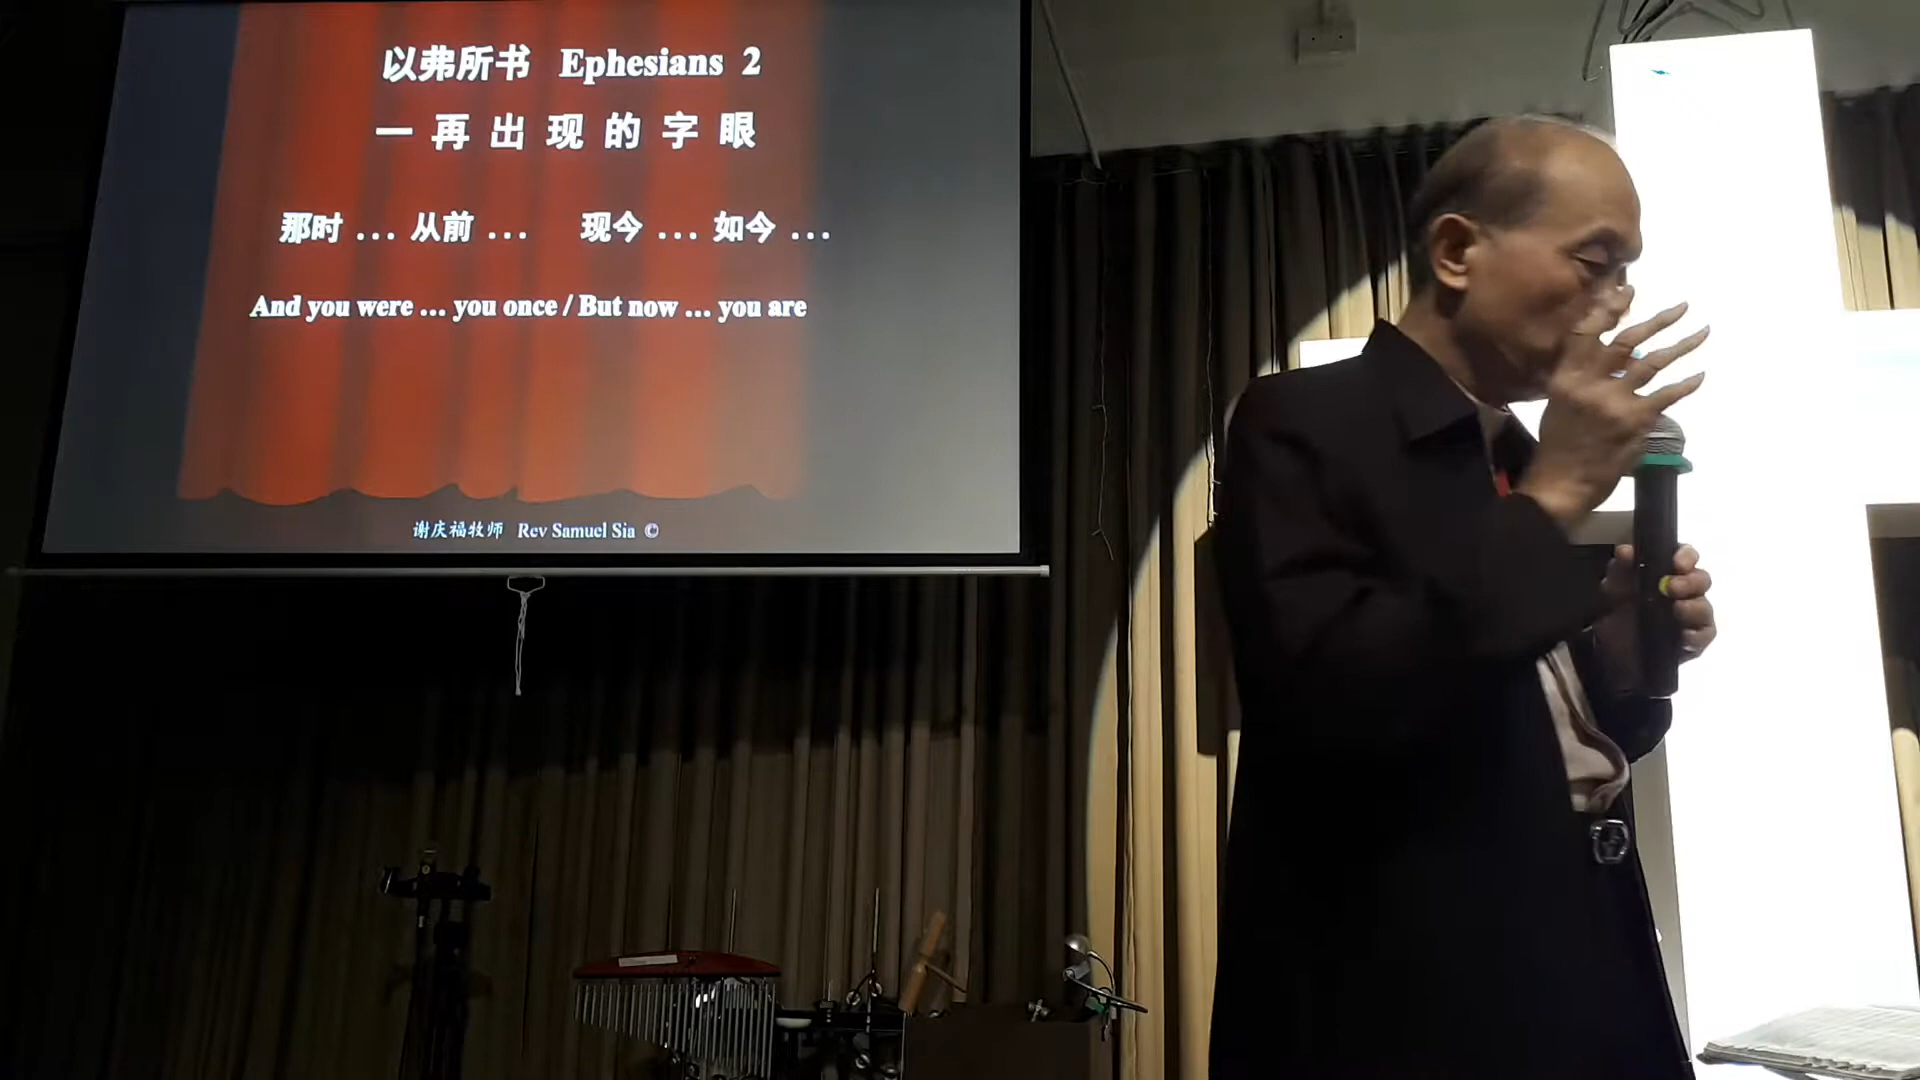 以弗所书 Ephesians 2
一再出现的字眼
那时 ... 从前 ... 现今 ... 如今 ...
And you were ... you once / But now ... you are
谢庆福牧师 Rev Samuel Sia ©